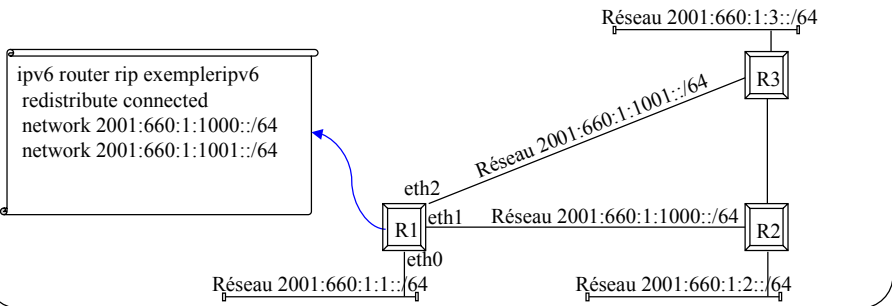 Réseau 2001:660:1:3::/64
ipv6 router rip exempleripv6
redistribute connected
network 2001:660:1:1000::/64
network 2001:660:1:1001::/64
R3
Réseau 2001:660:1:1001::/64
eth2
R1
eth1
Réseau 2001:660:1:1000::/64
R2
eth0
Réseau 2001:660:1:1::/64
Réseau 2001:660:1:2::/64